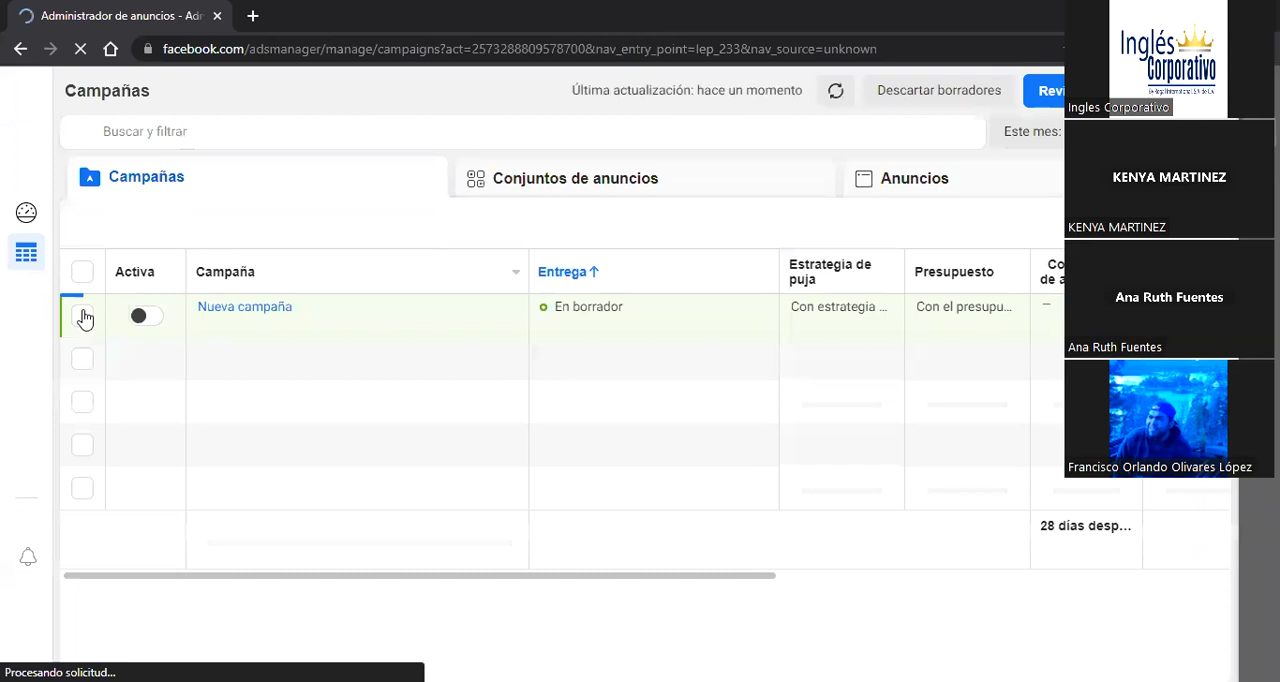 Administrador de anuncios - Adr
facebook.com/adsmanager/manage/campaigns?act=2573288809578700&nav_entry_point=lep_233&nav_source=unknown
Campañas
Última actualización: hace un momento
Descartar borradores
Revi
Buscar y filtrar
Este mes:
Campañas
Conjuntos de anuncios
Anuncios
Activa
Campaña
Entrega↑
Estrategia de
puja
Presupuesto
Co
de a
Nueva campaña
En borrador
Con estrategia ...
Con el presupu...
—
28 días desp...
Procesando solicitud...
Inglés
Corporativo
Ingles Corporativo
KENYA MARTINEZ
KENYA MARTINEZ
Ana Ruth Fuentes
Ana Ruth Fuentes
Francisco Orlando Olivares López